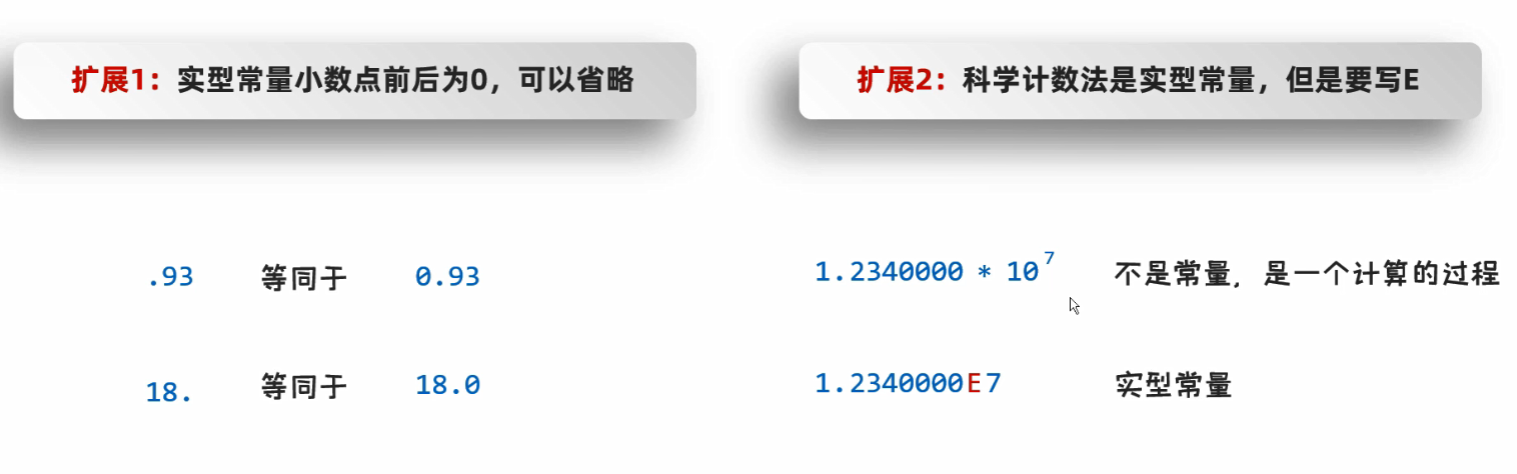 扩展1：实型常量小数点前后为0，可以省略
.93 等同于 0.93
18. 等同于 18.0
扩展2：科学计数法是实型常量，但是要写E
1.2340000 * 10⁷ 不是常量，是一个计算的过程
1.2340000E7 实型常量